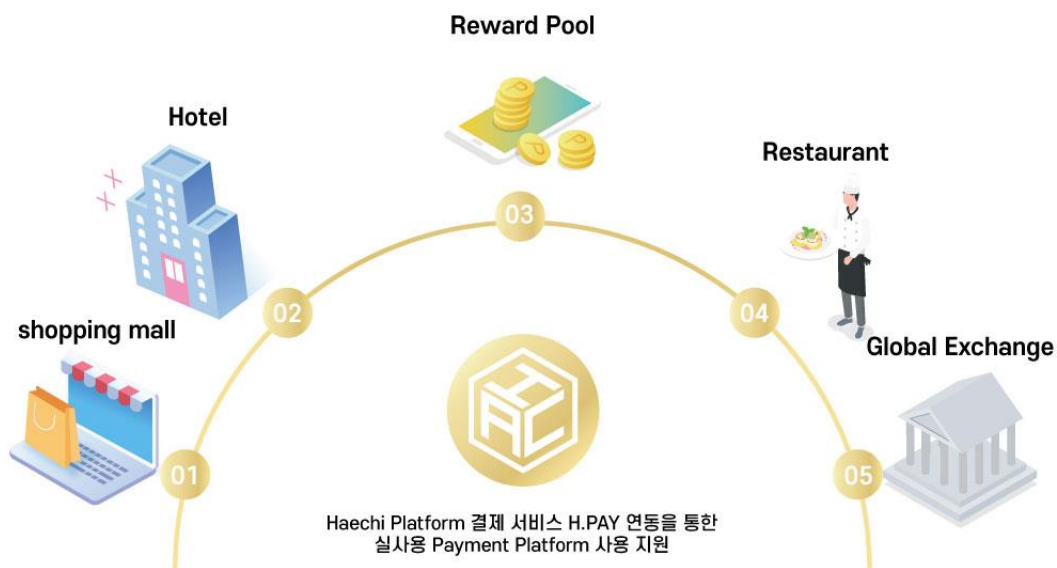 Reward Pool
Hotel
Restaurant
03
02
04
shopping mall
Global Exchange
HAC
01
05
Haechi Platform 결제 서비스 H.PAY 연동을 통한
실사용 Payment Platform 사용 지원
P
P
P